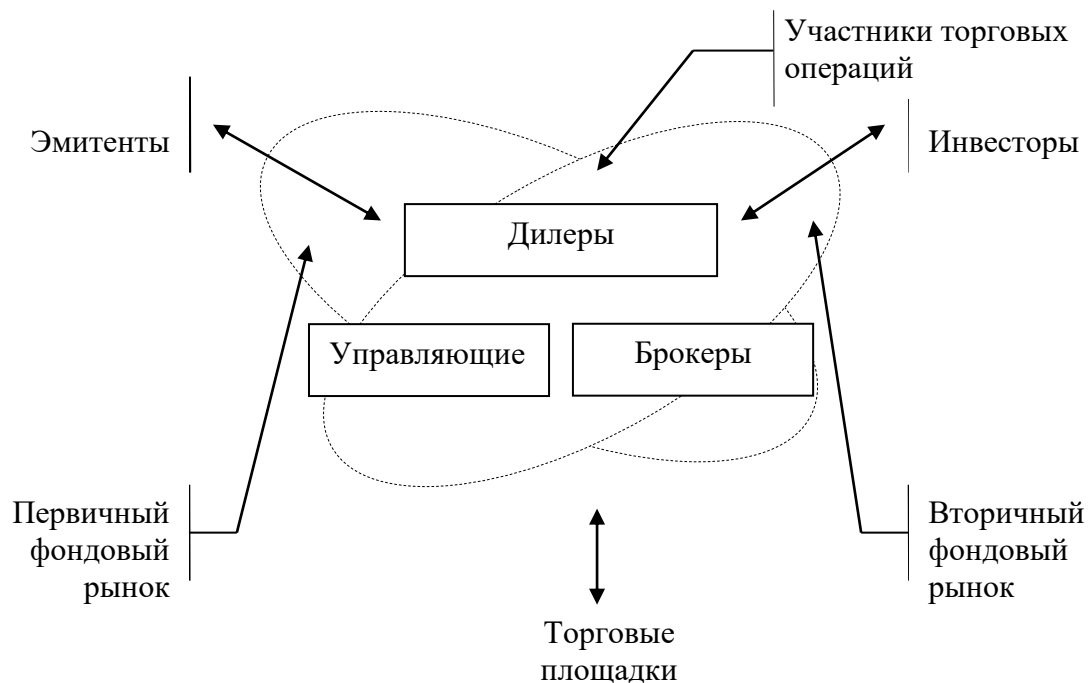 Участники торговых
операций
Эмитенты
Инвесторы
Дилеры
Управляющие
Брокеры
Первичный
фондовый
рынок
Вторичный
фондовый
рынок
Торговые
площадки